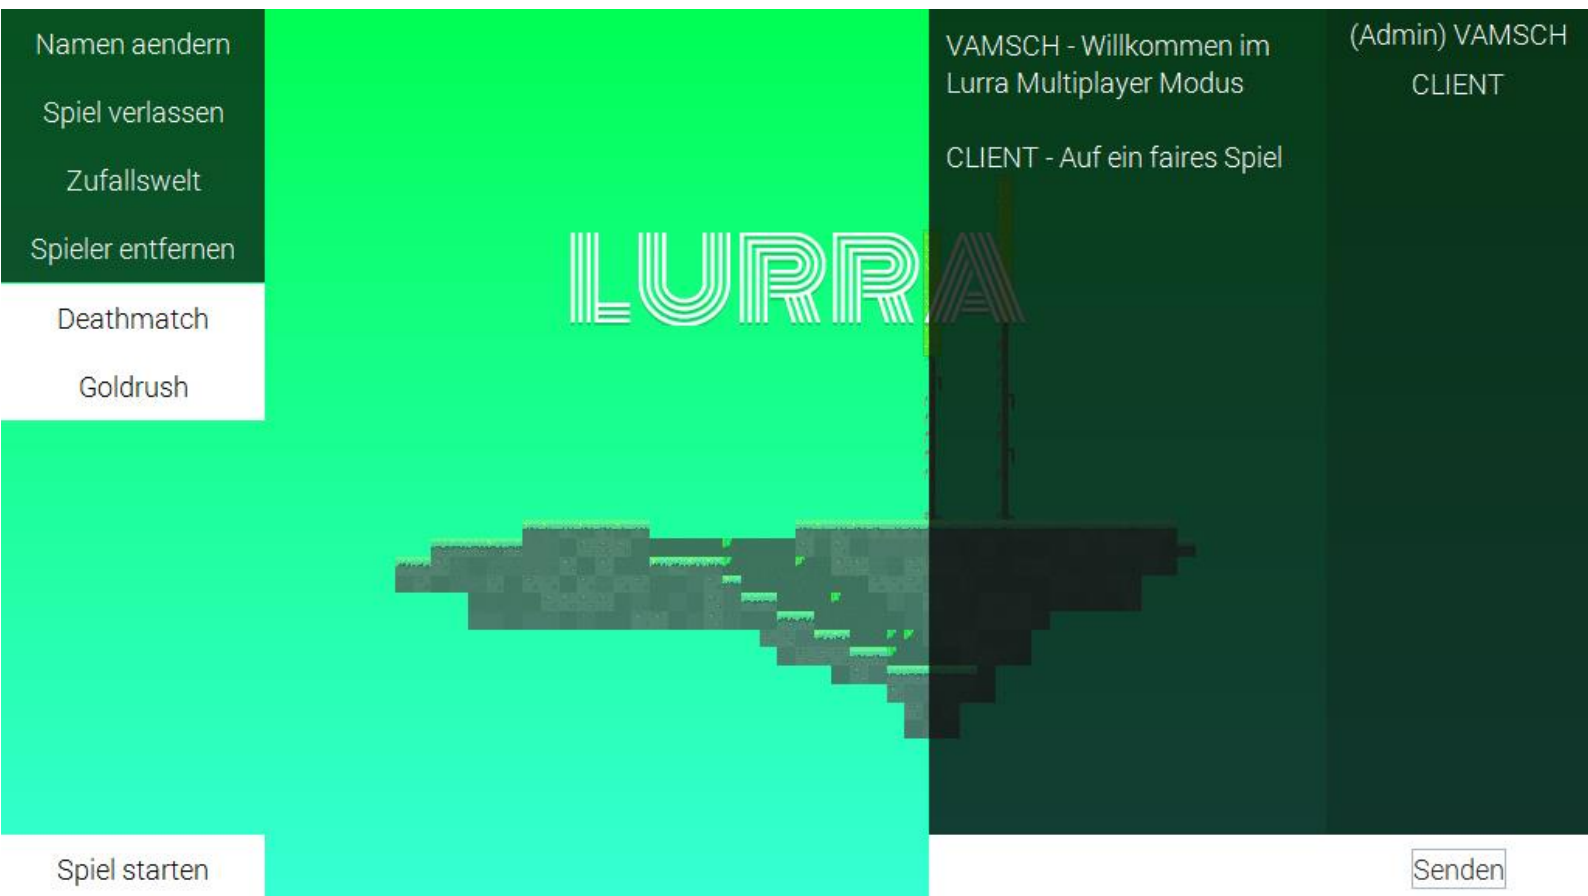 Namen aendern
Spiel verlassen
Zufallswelt
Spieler entfernen
Deathmatch
Goldrush
Spiel starten
LURRA
VAMSCH - Willkommen im
Lurra Multiplayer Modus
CLIENT - Auf ein faires Spiel
(Admin) VAMSCH
CLIENT
Senden